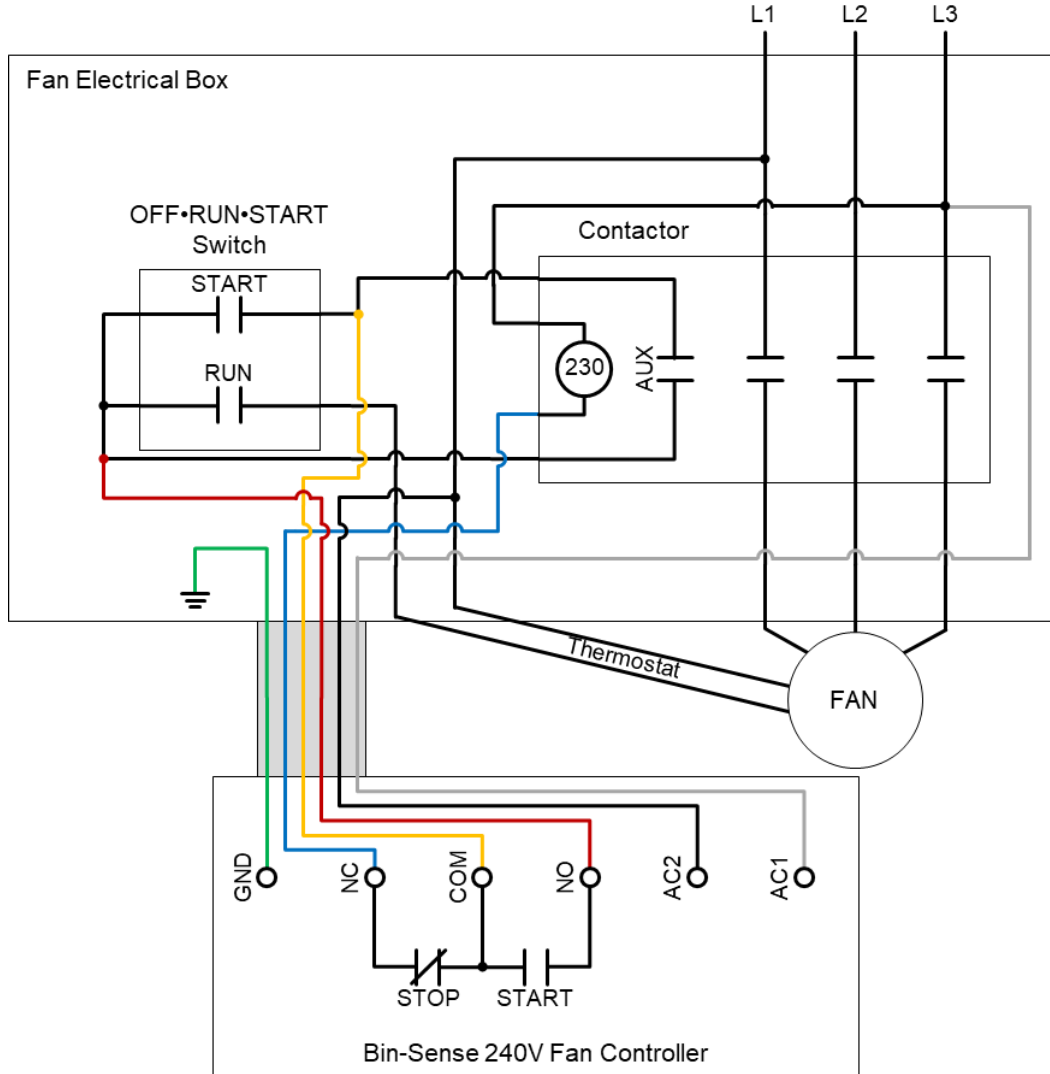 L1
L2
L3
Fan Electrical Box
OFF•RUN•START
Switch
Contactor
START
RUN
230
AUX
Thermostat
FAN
GND
NC
COM
NO
AC2
AC1
STOP
START
Bin-Sense 240V Fan Controller